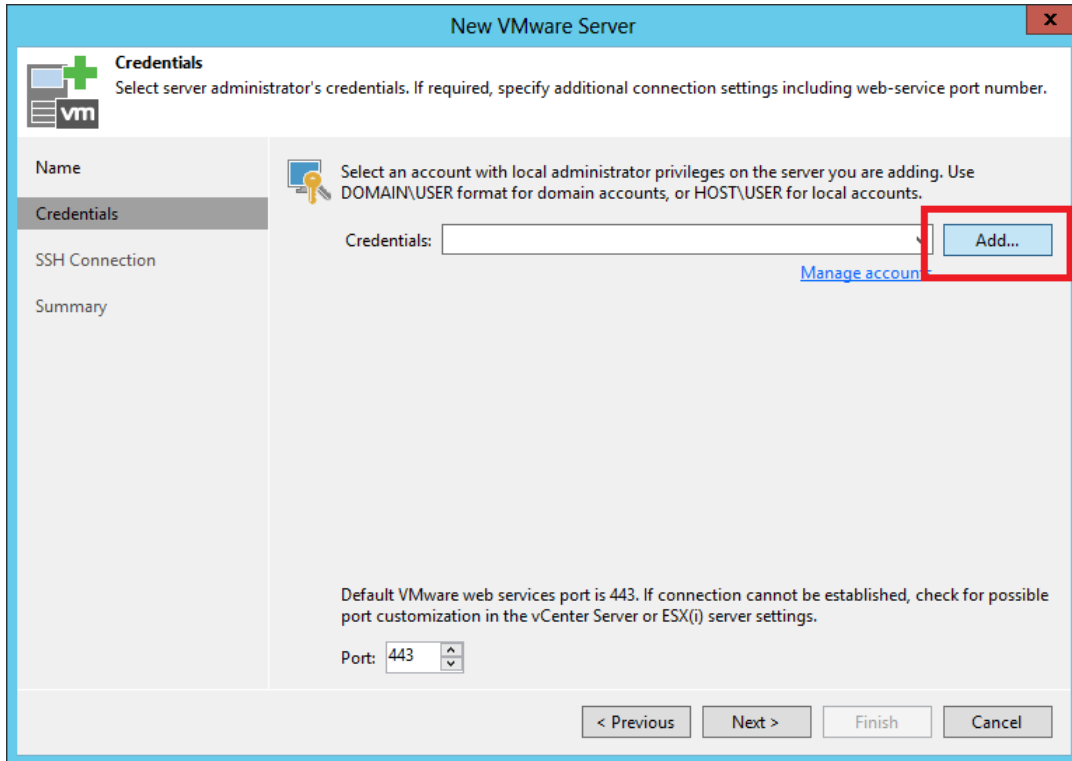 New VMware Server
x
Credentials
Select server administrator's credentials. If required, specify additional connection settings including web-service port number.
vm
Name
Credentials
SSH Connection
Summary
Select an account with local administrator privileges on the server you are adding. Use
DOMAIN\USER format for domain accounts, or HOST\USER for local accounts.
Credentials:
Add...
Manage accounts
Default VMware web services port is 443. If connection cannot be established, check for possible
port customization in the vCenter Server or ESX(i) server settings.
Port: 443
< Previous Next > Finish Cancel